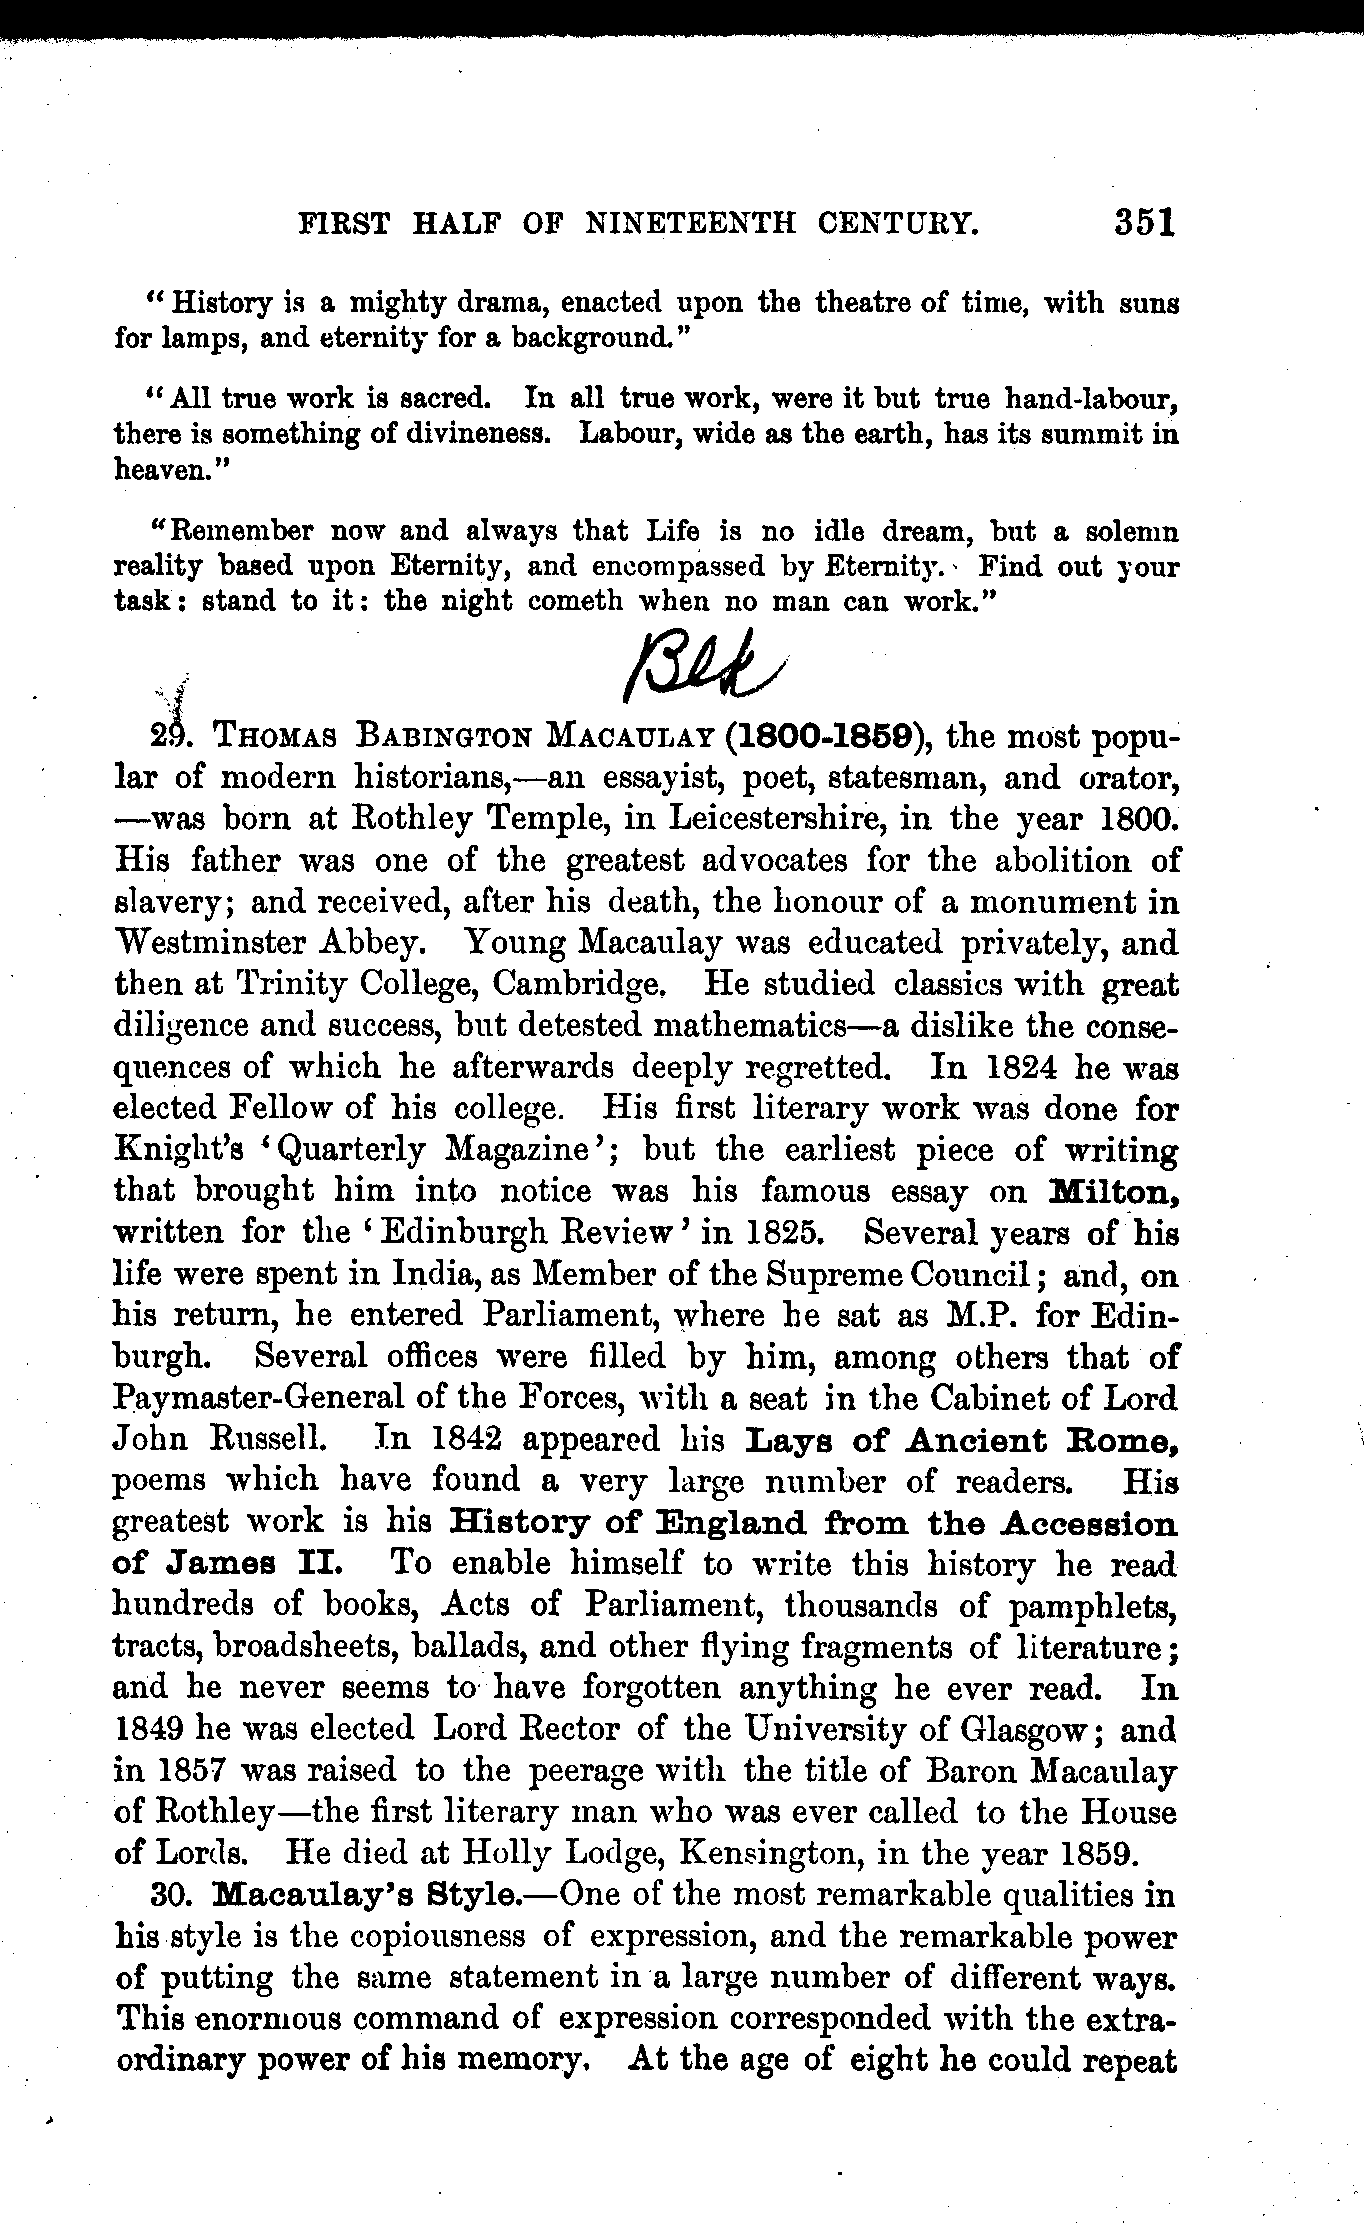 FIRST HALF OF NINETEENTH CENTURY. 351
“History is a mighty drama, enacted upon the theatre of time, with suns
for lamps, and eternity for a background.”
“All true work is sacred. In all true work, were it but true hand-labour,
there is something of divineness. Labour, wide as the earth, has its summit in
heaven.”
“Remember now and always that Life is no idle dream, but a solemn
reality based upon Eternity, and encompassed by Eternity. Find out your
task: stand to it: the night cometh when no man can work.”
29. THOMAS BABINGTON MACAULAY (1800-1859), the most popu-
lar of modern historians,—an essayist, poet, statesman, and orator,
—was born at Rothley Temple, in Leicestershire, in the year 1800.
His father was one of the greatest advocates for the abolition of
slavery; and received, after his death, the honour of a monument in
Westminster Abbey. Young Macaulay was educated privately, and
then at Trinity College, Cambridge. He studied classics with great
diligence and success, but detested mathematics—a dislike the conse-
quences of which he afterwards deeply regretted. In 1824 he was
elected Fellow of his college. His first literary work was done for
Knight's ‘Quarterly Magazine’; but the earliest piece of writing
that brought him into notice was his famous essay on Milton,
written for the ‘Edinburgh Review’ in 1825. Several years of his
life were spent in India, as Member of the Supreme Council; and, on
his return, he entered Parliament, where he sat as M.P. for Edin-
burgh. Several offices were filled by him, among others that of
Paymaster-General of the Forces, with a seat in the Cabinet of Lord
John Russell. In 1842 appeared his Lays of Ancient Rome,
poems which have found a very large number of readers. His
greatest work is his History of England from the Accession
of James II. To enable himself to write this history he read
hundreds of books, Acts of Parliament, thousands of pamphlets,
tracts, broadsheets, ballads, and other flying fragments of literature;
and he never seems to have forgotten anything he ever read. In
1849 he was elected Lord Rector of the University of Glasgow; and
in 1857 was raised to the peerage with the title of Baron Macaulay
of Rothley—the first literary man who was ever called to the House
of Lords. He died at Holly Lodge, Kensington, in the year 1859.
30. Macaulay's Style.—One of the most remarkable qualities in
his style is the copiousness of expression, and the remarkable power
of putting the same statement in a large number of different ways.
This enormous command of expression corresponded with the extra-
ordinary power of his memory. At the age of eight he could repeat